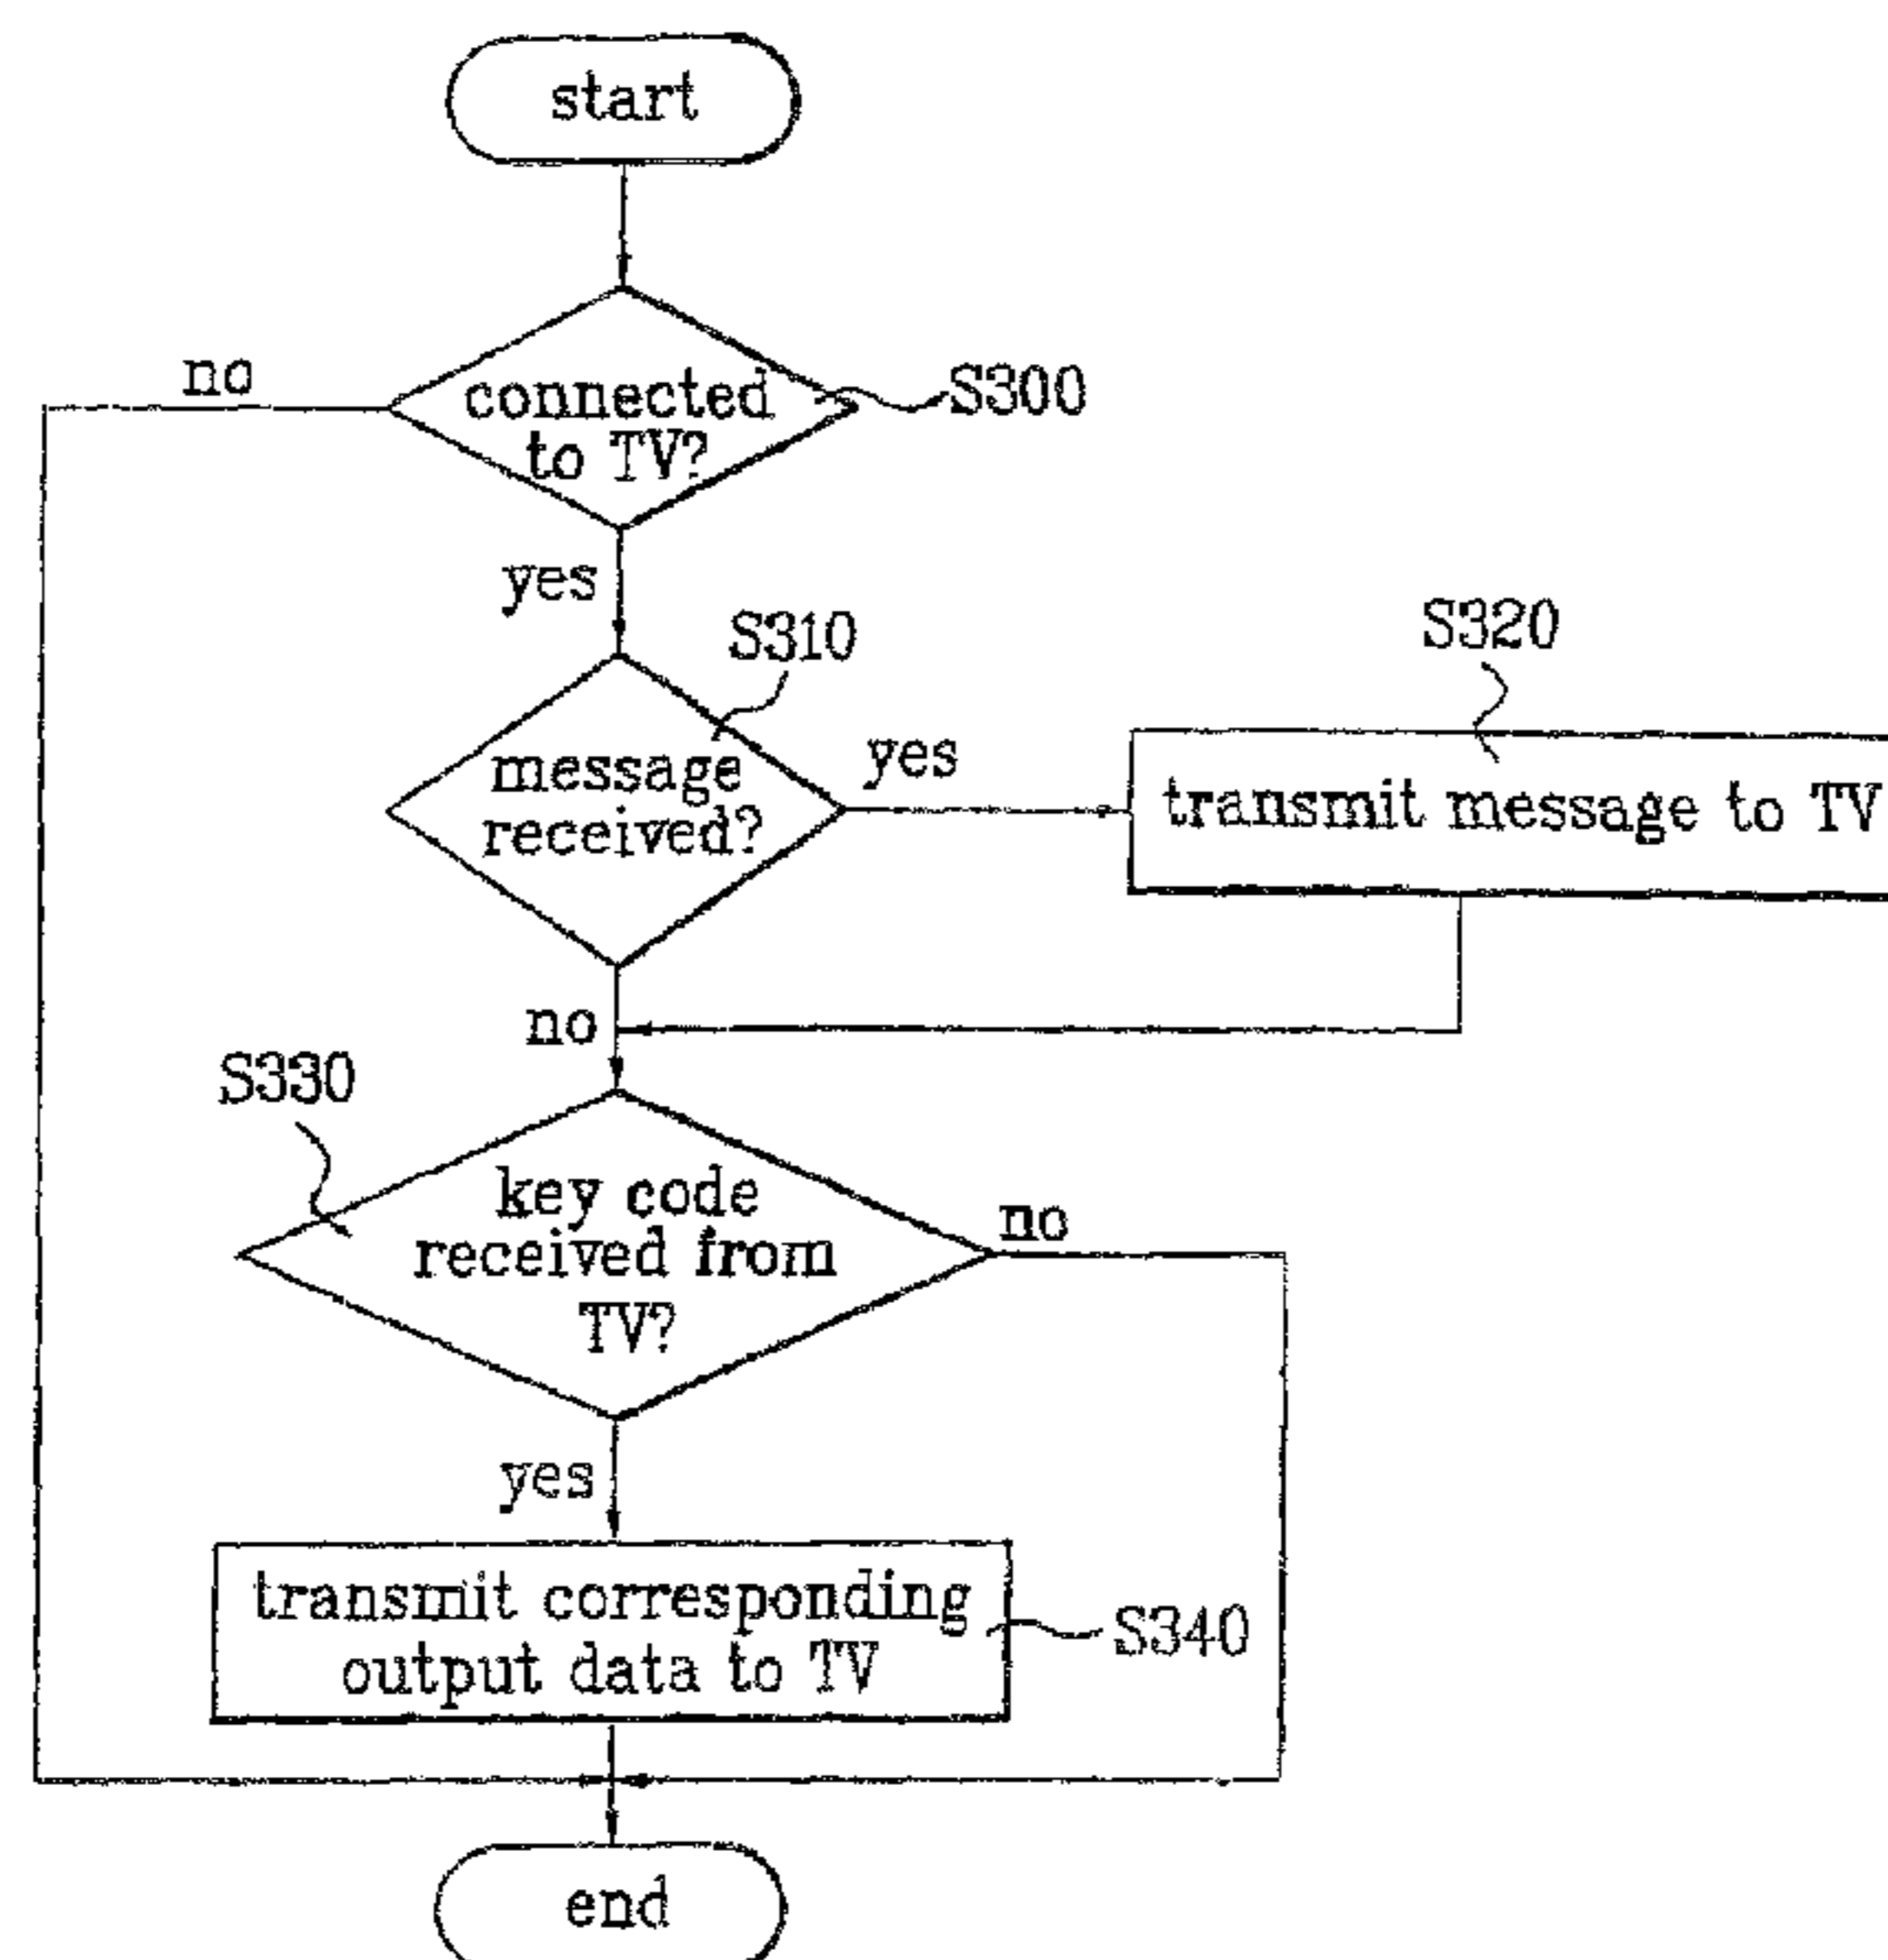 start
no
connected
to TV?
S300
yes
S310
S320
message
received?
yes
transmit message to TV
no
S330
key code
received from
TV?
no
yes
transmit corresponding
output data to TV
S340
end